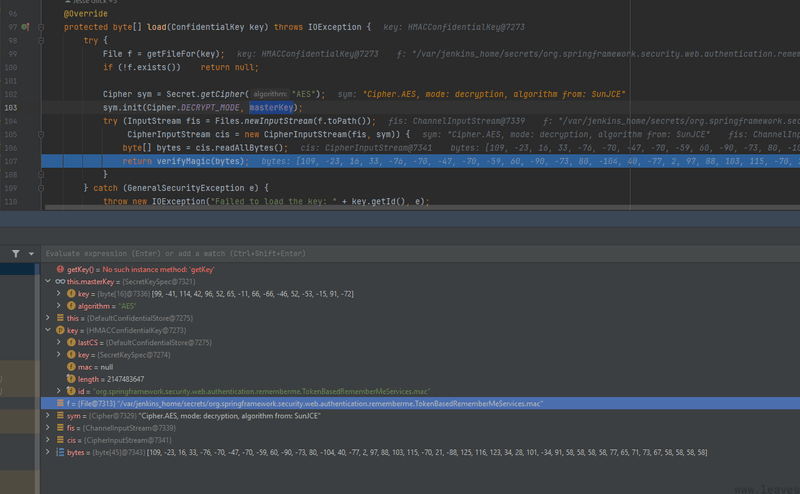 Jesse Glick +3
96 @Override
97 protected byte[] load(ConfidentialKey key) throws IOException { key: HMACConfidentialKey@7273
98 try {
99 File f = getFileFor(key); key: HMACConfidentialKey@7273 f: "/var/jenkins_home/secrets/org.springframework.security.web.authentication.reme
100 if (!f.exists()) return null;
101
102 Cipher sym = Secret.getCipher( algorithm: "AES"); sym: "Cipher.AES, mode: decryption, algorithm from: SunJCE"
103 sym.init(Cipher.DECRYPT_MODE, masterKey);
104 try (InputStream fis = Files.newInputStream(f.toPath()); fis: ChannelInputStream@7339 f: "/var/jenkins_home/secrets/org.springframework.s
105 CipherInputStream cis = new CipherInputStream(fis, sym)) { sym: "Cipher.AES, mode: decryption, algorithm from: SunJCE" fis: ChannelInp
106 byte[] bytes = cis.readAllBytes(); cis: CipherInputStream@7341 bytes: [109, -23, 16, 33, -76, -70, -47, -70, -59, 60, -90, -73, 80, -10
107 return verifyMagic(bytes); bytes: [109, -23, 16, 33, -76, -70, -47, -70, -59, 60, -90, -73, 80, -104, 40, -77, 2, 97, 88, 103, 115, -70, 2
108 }
109 } catch (GeneralSecurityException e) {
110 throw new IOException("Failed to load the key: " + key.getId(), e);
Evaluate expression (Enter) or add a watch (Ctrl+Shift+Enter)
getKey() = No such instance method: 'getKey'
this.masterKey = {SecretKeySpec@7321}
key = {byte[16]@7336} [99, -41, 114, 42, 96, 52, 65, -11, 66, -66, -46, 52, -53, -15, 91, -72]
algorithm = "AES"
this = {DefaultConfidentialStore@7275}
key = {HMACConfidentialKey@7273}
lastCS = {DefaultConfidentialStore@7275}
key = {SecretKeySpec@7274}
mac = null
length = 2147483647
id = "org.springframework.security.web.authentication.rememberme.TokenBasedRememberMeServices.mac"
f = {File@7313} "/var/jenkins_home/secrets/org.springframework.security.web.authentication.rememberme.TokenBasedRememberMeServices.mac"
sym = {Cipher@7329} "Cipher.AES, mode: decryption, algorithm from: SunJCE"
fis = {ChannelInputStream@7339}
cis = {CipherInputStream@7341}
bytes = {byte[45]@7343} [109, -23, 16, 33, -76, -70, -47, -70, -59, 60, -90, -73, 80, -104, 40, -77, 2, 97, 88, 103, 115, -70, 21, -88, 125, 116, 123, 34, 28, 101, -34, 91, 58, 58, 58, 58, 77, 65, 71, 73, 67, 58, 58, 58, 58]